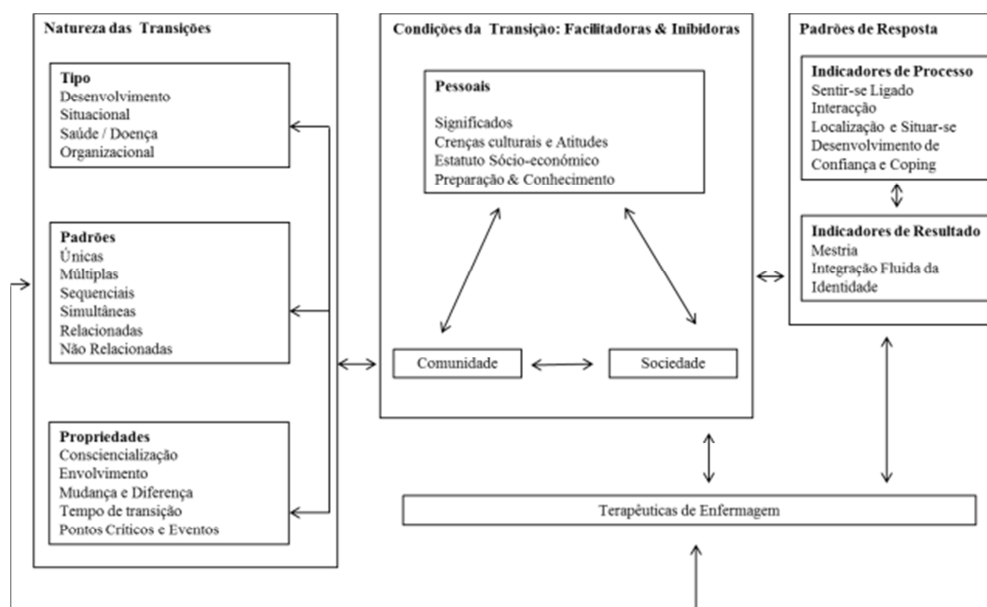 Natureza das Transições
Tipo
Desenvolvimento
Situacional
Saúde / Doença
Organizacional
Padrões
Únicas
Múltiplas
Sequenciais
Simultâneas
Relacionadas
Não Relacionadas
Propriedades
Consciencialização
Envolvimento
Mudança e Diferença
Tempo de transição
Pontos Críticos e Eventos
Condições da Transição: Facilitadoras & Inibidoras
Pessoais
Significados
Crenças culturais e Atitudes
Estatuto Sócio-económico
Preparação & Conhecimento
Comunidade
Sociedade
Padrões de Resposta
Indicadores de Processo
Sentir-se Ligado
Interacção
Localização e Situar-se
Desenvolvimento de
Confiança e Coping
Indicadores de Resultado
Mestria
Integração Fluida da
Identidade
Terapêuticas de Enfermagem